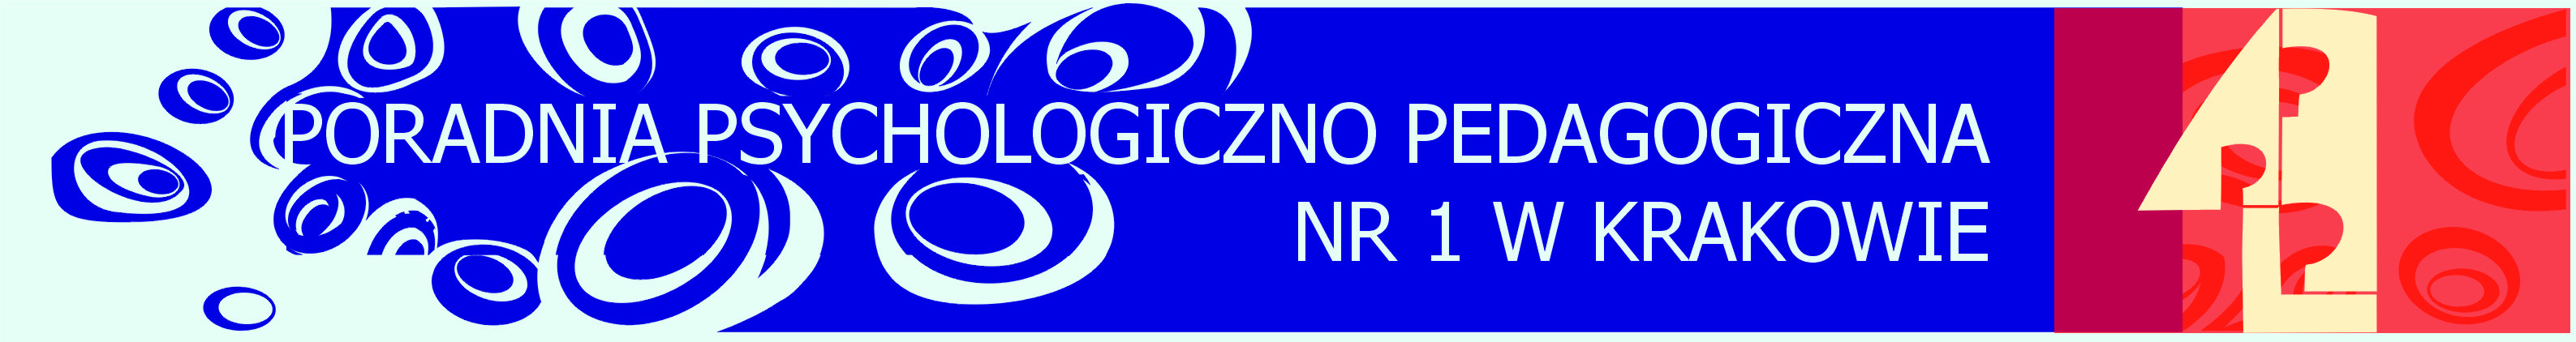 PORADNIA PSYCHOLOGICZNO PEDAGOGICZNA
NR 1 W KRAKOWIE